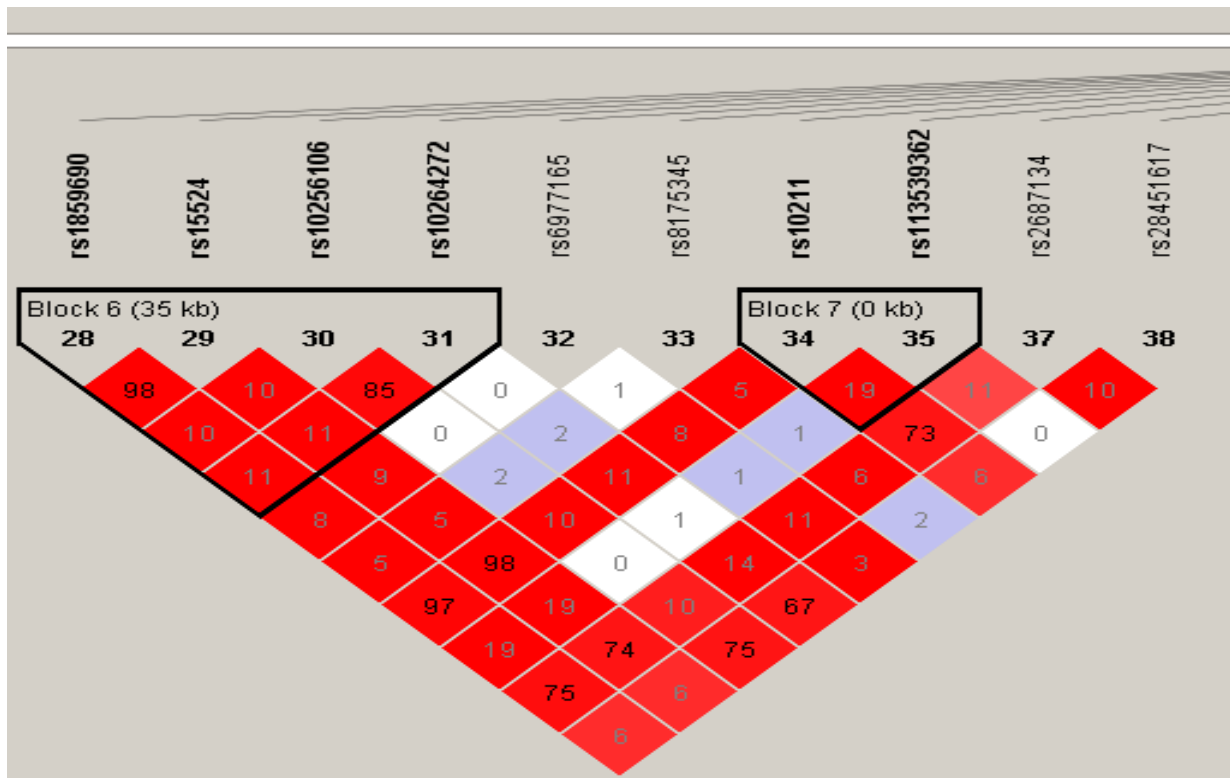 rs1859690
rs15524
rs10256106
rs10264272
rs6977165
rs8175345
rs10211
rs113539362
rs2687134
rs28451617
Block 6 (35 kb) Block 7 (0 kb)
28 29 30 31 32 33 34 35 37 38
98 10 85 0 1 5 19 11 10
10 11 0 2 8 1 73 0
11 9 2 11 1 6 6
8 5 10 1 11 2
5 98 0 14 3
97 19 10 67
19 74 75
75 6
6